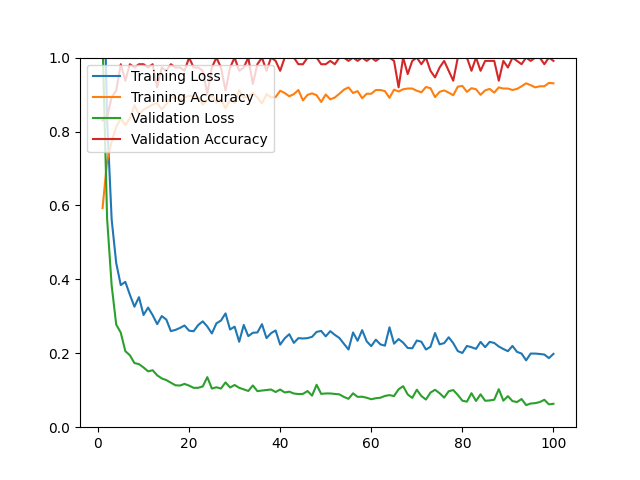 1.0
0.8
0.6
0.4
0.2
0.0
Training Loss
Training Accuracy
Validation Loss
Validation Accuracy
0 20 40 60 80 100